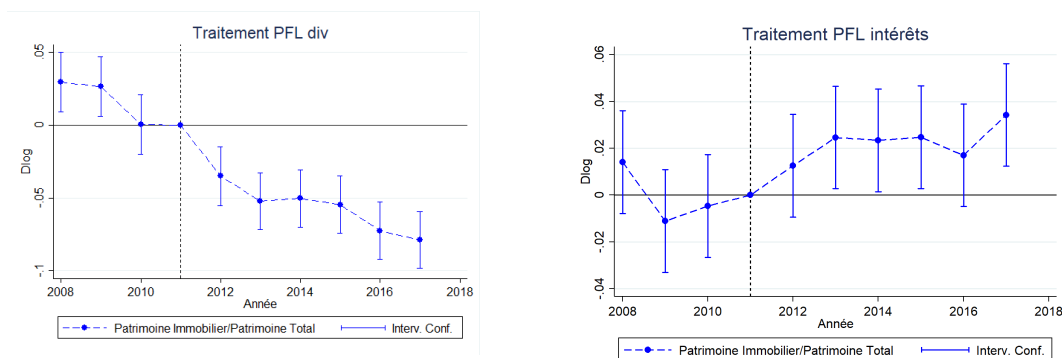 Traitement PFL div
.05
0
-.05
-.1
Dlog
2008 2010 2012 2014 2016 2018
Année
Patrimoine Immobilier/Patrimoine Total Interv. Conf.
Traitement PFL intérêts
.06
.04
.02
0
-.02
-.04
Dlog
2008 2010 2012 2014 2016 2018
Année
Patrimoine Immobilier/Patrimoine Total Interv. Conf.